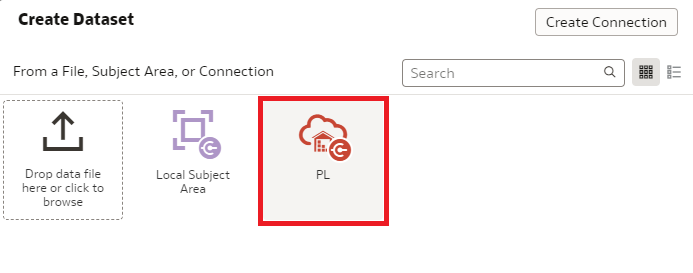 Create Dataset
Create Connection
From a File, Subject Area, or Connection
Search
Drop data file
here or click to
browse
Local Subject
Area
PL